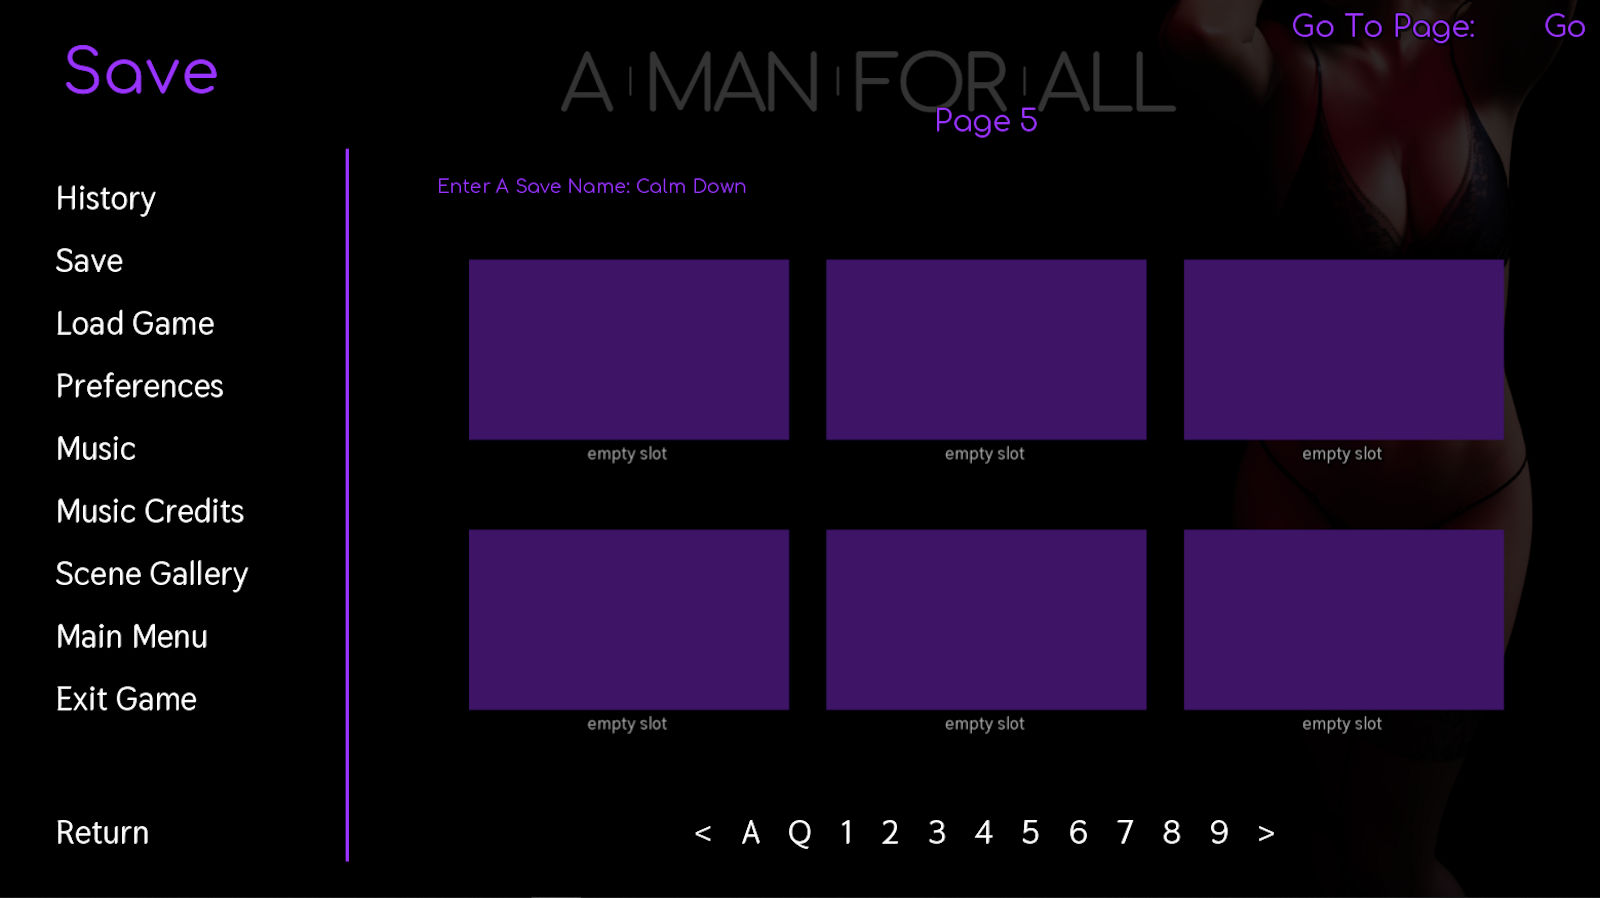 Go To Page: Go
Save
A MAN FOR ALL
Page 5
Enter A Save Name: Calm Down
History
Save
Load Game
Preferences
Music
Music Credits
Scene Gallery
Main Menu
Exit Game
Return
empty slot empty slot empty slot
empty slot empty slot empty slot
< A Q 1 2 3 4 5 6 7 8 9 >